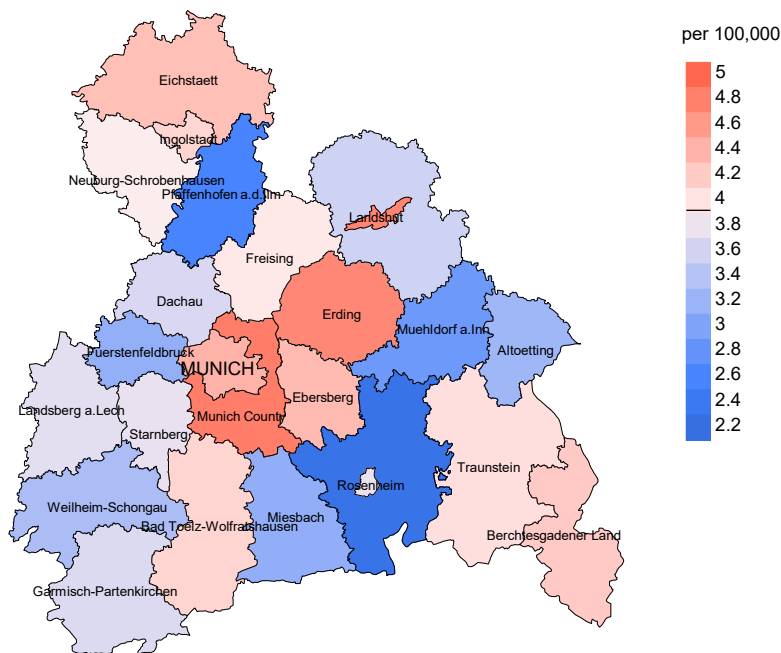 per 100,000
5
4.8
4.6
4.4
4.2
4
3.8
3.6
3.4
3.2
3
2.8
2.6
2.4
2.2
Eichstaett
Ingolstadt
Neuburg-Schrobenhausen
Pfaffenhofen a.d.Ilm
Landshut
Freising
Dachau
Erding
Muehldorf a.Inn
Altoetting
Fuerstenfeldbruck
MUNICH
Ebersberg
Landsberg a.Lech
Munich County
Starnberg
Traunstein
Rosenheim
Weilheim-Schongau
Miesbach
Bad Toelz-Wolfratshausen
Berchtesgadener Land
Garmisch-Partenkirchen